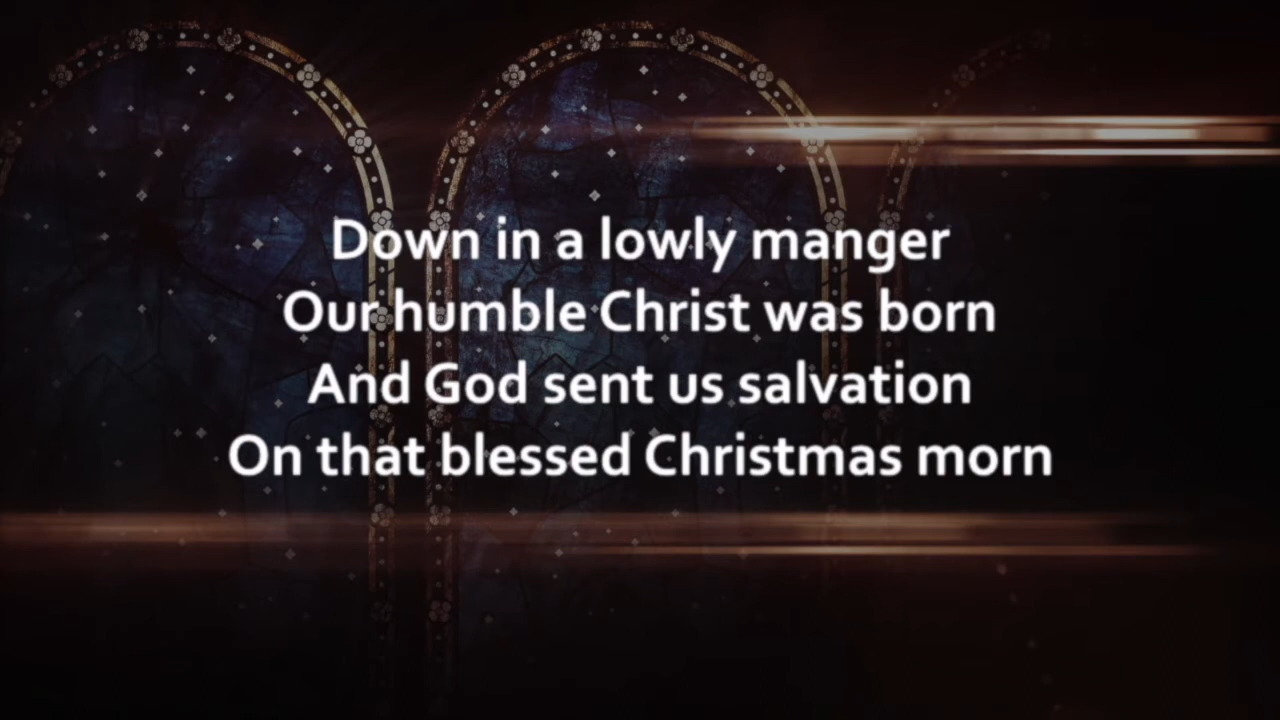 Down in a lowly manger
Our humble Christ was born
And God sent us salvation
On that blessed Christmas morn